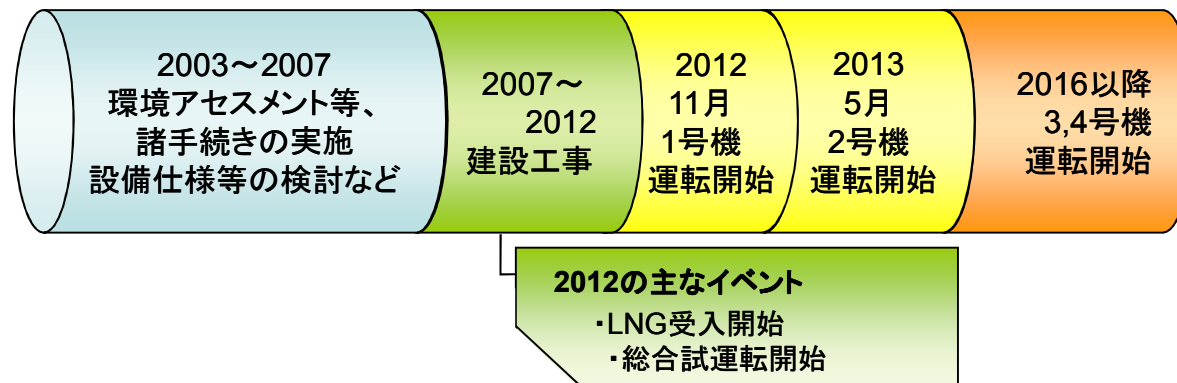 2003～2007
環境アセスメント等、
諸手続きの実施
設備仕様等の検討など
2007～
2012
建設工事
2012
11月
1号機
運転開始
2013
5月
2号機
運転開始
2016以降
3,4号機
運転開始
2012の主なイベント
・LNG受入開始
・総合試運転開始